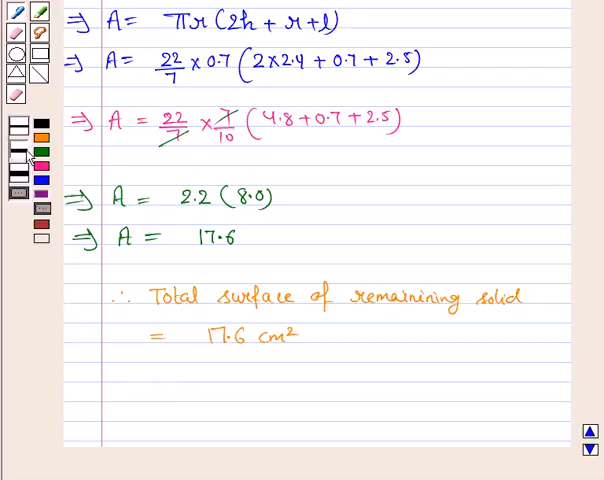 ⇒ A = πr (2h + r + l)
⇒ A = 22/7 × 0.7 (2 × 2.4 + 0.7 + 2.5)
⇒ A = 22/7 × 7/10 (4.8 + 0.7 + 2.5)
⇒ A = 2.2 (8.0)
⇒ A = 17.6
∴ Total surface of remainining solid
= 17.6 cm²